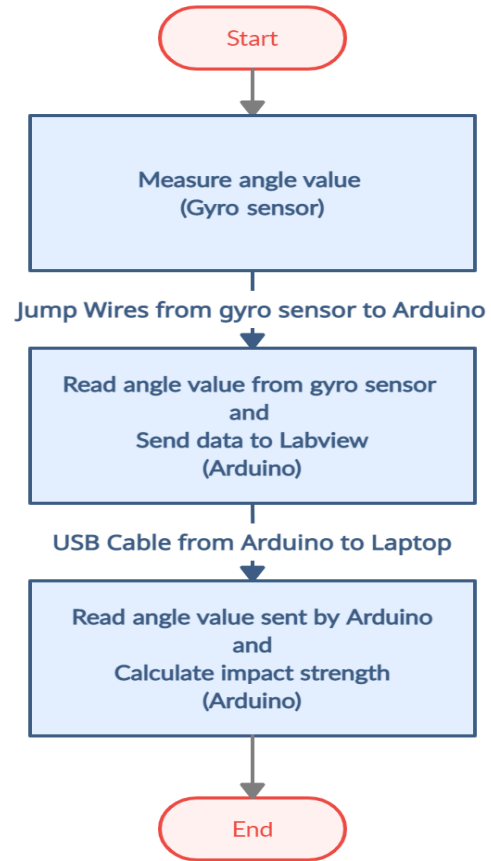 Start
Measure angle value
(Gyro sensor)
Jump Wires from gyro sensor to Arduino
Read angle value from gyro sensor
and
Send data to Labview
(Arduino)
USB Cable from Arduino to Laptop
Read angle value sent by Arduino
and
Calculate impact strength
(Arduino)
End